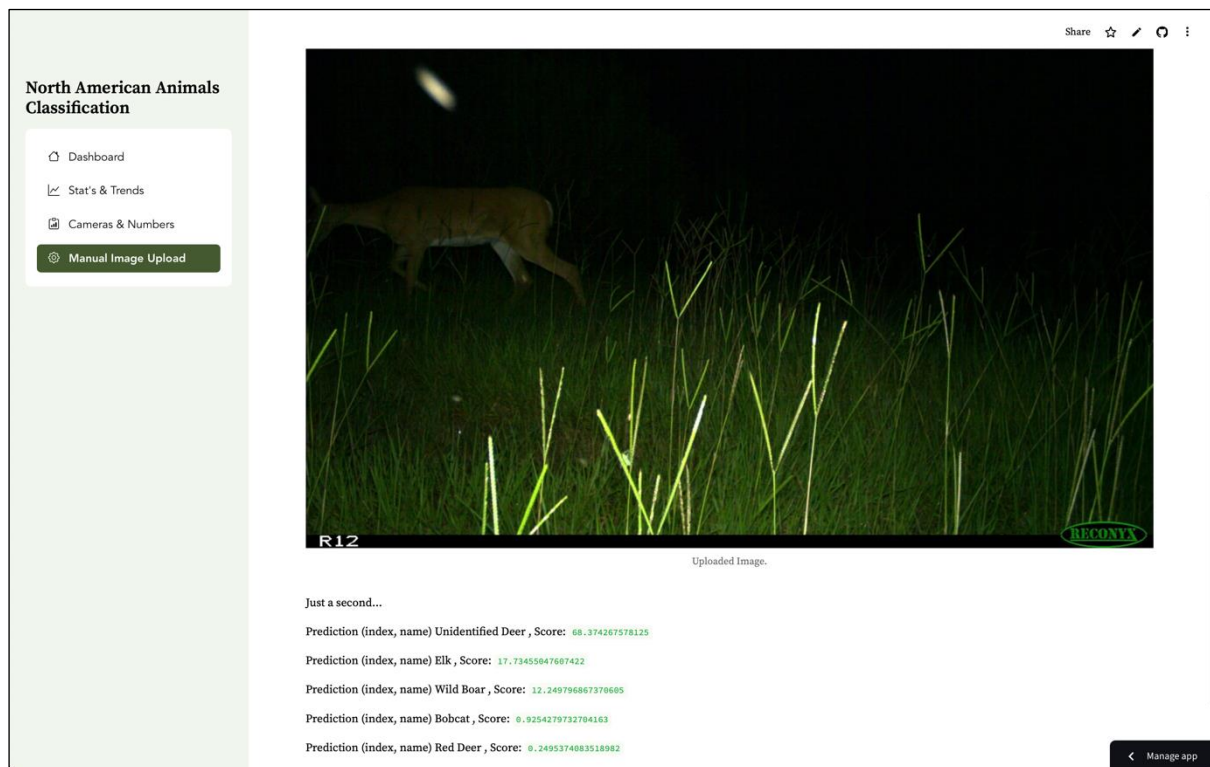 Share
North American Animals
Classification
Dashboard
Stat's & Trends
Cameras & Numbers
Manual Image Upload
R12
RECONYX
Uploaded Image.
Just a second...
Prediction (index, name) Unidentified Deer , Score: 68.374267578125
Prediction (index, name) Elk , Score: 17.73455047607422
Prediction (index, name) Wild Boar , Score: 12.249796867370605
Prediction (index, name) Bobcat , Score: 0.9254279732704163
Prediction (index, name) Red Deer , Score: 0.2495374083518982
Manage app